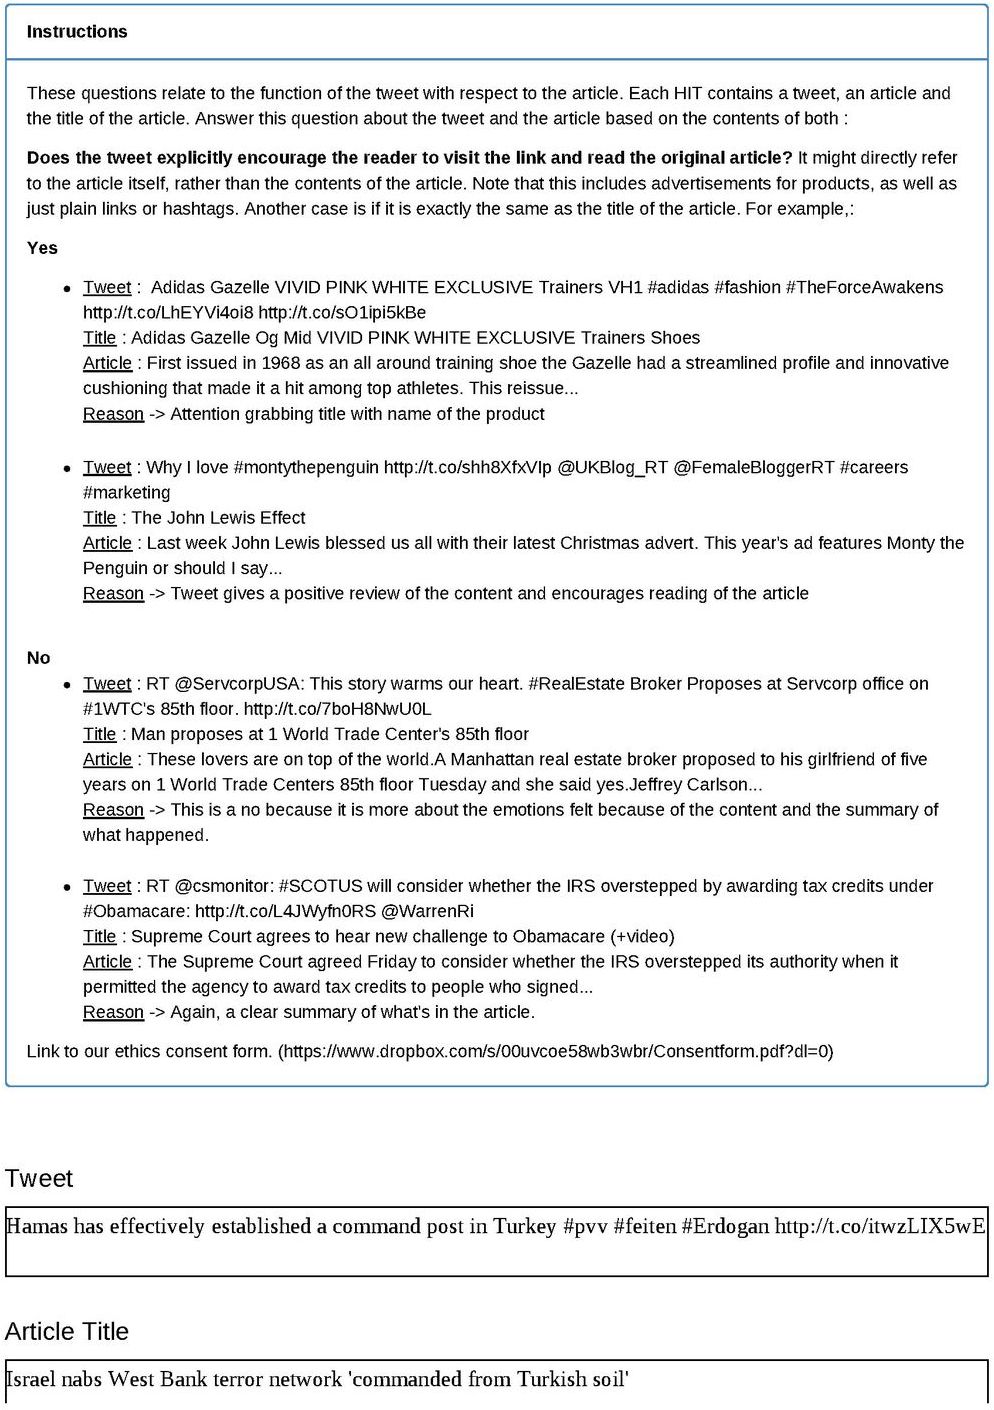 Instructions
These questions relate to the function of the tweet with respect to the article. Each HIT contains a tweet, an article and
the title of the article. Answer this question about the tweet and the article based on the contents of both :
Does the tweet explicitly encourage the reader to visit the link and read the original article? It might directly refer
to the article itself, rather than the contents of the article. Note that this includes advertisements for products, as well as
just plain links or hashtags. Another case is if it is exactly the same as the title of the article. For example,:
Yes
• Tweet : Adidas Gazelle VIVID PINK WHITE EXCLUSIVE Trainers VH1 #adidas #fashion #TheForceAwakens
http://t.co/LhEYVi4oi8 http://t.co/sO1ipi5kBe
Title : Adidas Gazelle Og Mid VIVID PINK WHITE EXCLUSIVE Trainers Shoes
Article : First issued in 1968 as an all around training shoe the Gazelle had a streamlined profile and innovative
cushioning that made it a hit among top athletes. This reissue...
Reason -> Attention grabbing title with name of the product
• Tweet : Why I love #montythepenguin http://t.co/shh8XfxVIp @UKBlog_RT @FemaleBloggerRT #careers
#marketing
Title : The John Lewis Effect
Article : Last week John Lewis blessed us all with their latest Christmas advert. This year's ad features Monty the
Penguin or should I say...
Reason -> Tweet gives a positive review of the content and encourages reading of the article
No
• Tweet : RT @ServcorpUSA: This story warms our heart. #RealEstate Broker Proposes at Servcorp office on
#1WTC's 85th floor. http://t.co/7boH8NwU0L
Title : Man proposes at 1 World Trade Center's 85th floor
Article : These lovers are on top of the world.A Manhattan real estate broker proposed to his girlfriend of five
years on 1 World Trade Centers 85th floor Tuesday and she said yes.Jeffrey Carlson...
Reason -> This is a no because it is more about the emotions felt because of the content and the summary of
what happened.
• Tweet : RT @csmonitor: #SCOTUS will consider whether the IRS overstepped by awarding tax credits under
#Obamacare: http://t.co/L4JWyfn0RS @WarrenRi
Title : Supreme Court agrees to hear new challenge to Obamacare (+video)
Article : The Supreme Court agreed Friday to consider whether the IRS overstepped its authority when it
permitted the agency to award tax credits to people who signed...
Reason -> Again, a clear summary of what's in the article.
Link to our ethics consent form. (https://www.dropbox.com/s/00uvcoe58wb3wbr/Consentform.pdf?dl=0)
Tweet
Hamas has effectively established a command post in Turkey #pvv #feiten #Erdogan http://t.co/itwzLIX5wE
Article Title
Israel nabs West Bank terror network 'commanded from Turkish soil'